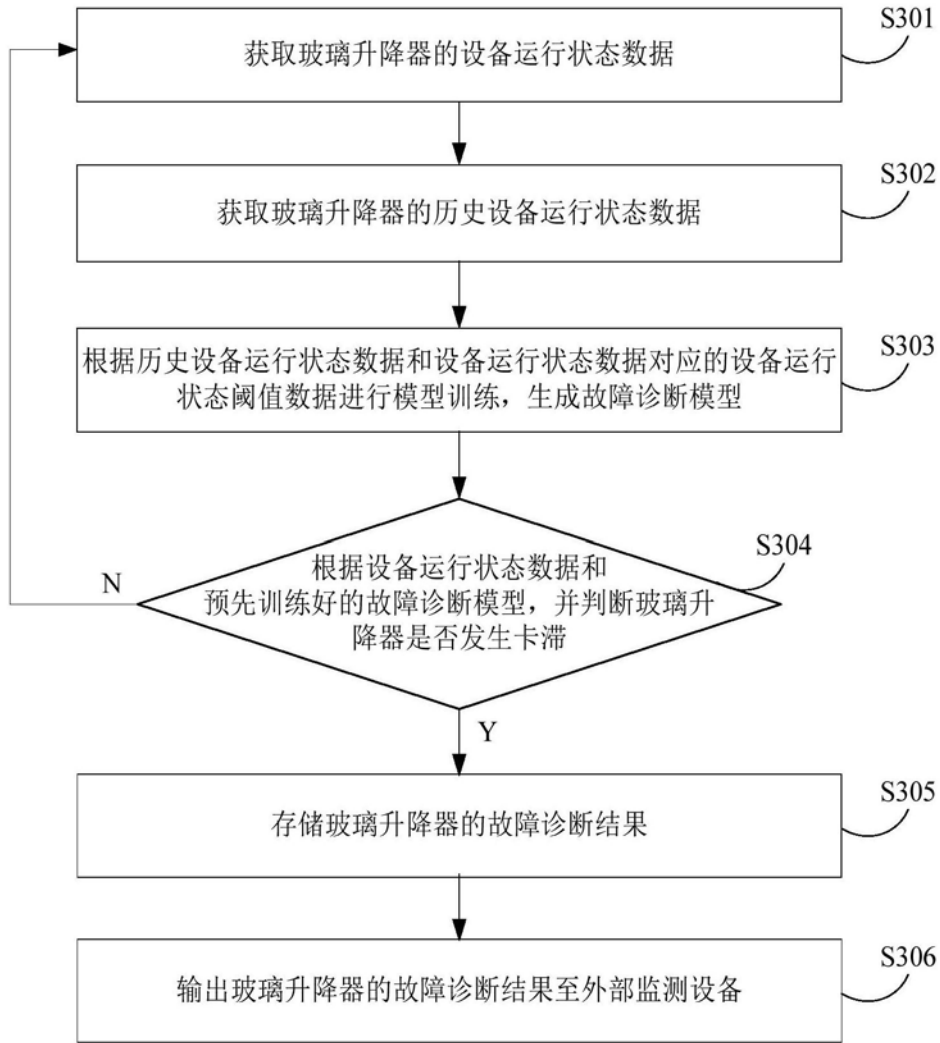 S301
获取玻璃升降器的设备运行状态数据
S302
获取玻璃升降器的历史设备运行状态数据
S303
根据历史设备运行状态数据和设备运行状态数据对应的设备运行
状态阈值数据进行模型训练，生成故障诊断模型
S304
根据设备运行状态数据和
预先训练好的故障诊断模型，并判断玻璃升
降器是否发生卡滞
N
Y
S305
存储玻璃升降器的故障诊断结果
S306
输出玻璃升降器的故障诊断结果至外部监测设备